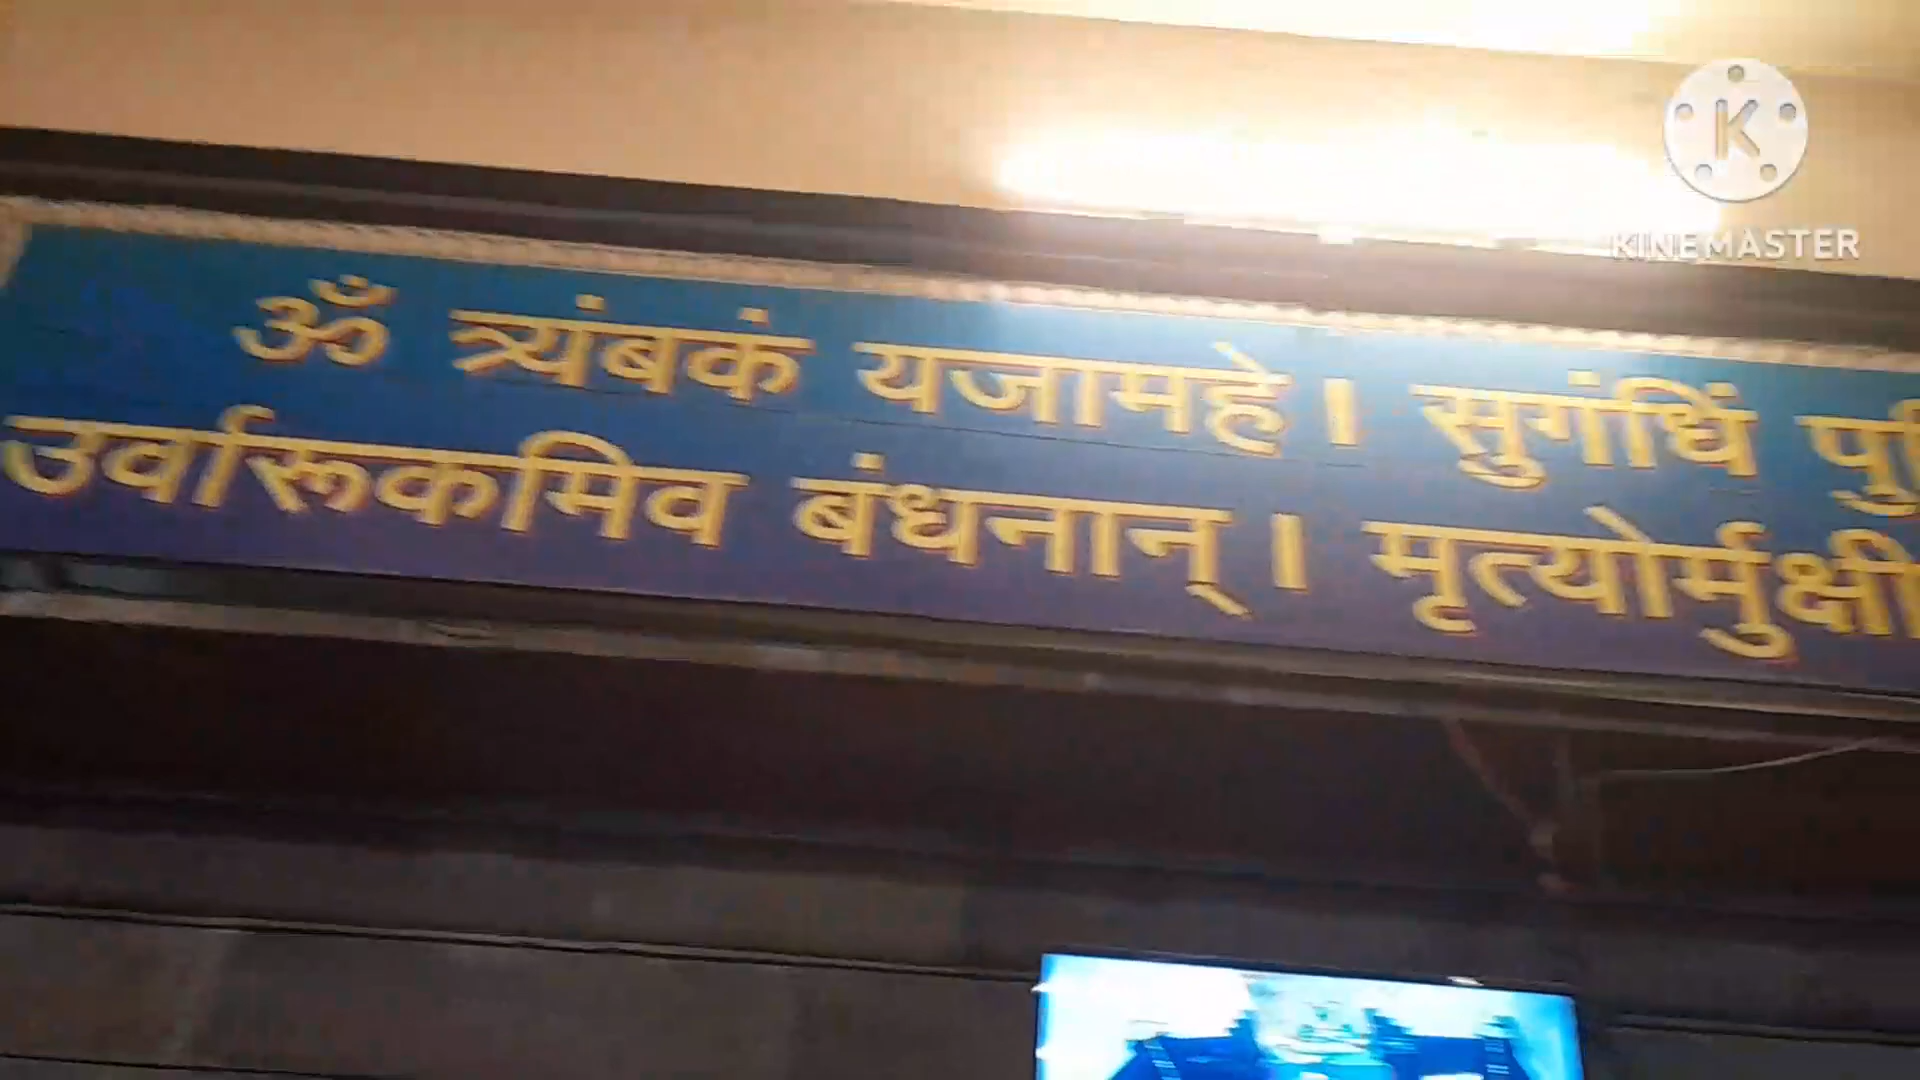 ॐ त्र्यंबकं यजामहे। सुगंधिं
उर्वारूकमिव बंधनान्। मृत्योर्मुक्षी
K
KINEMASTER